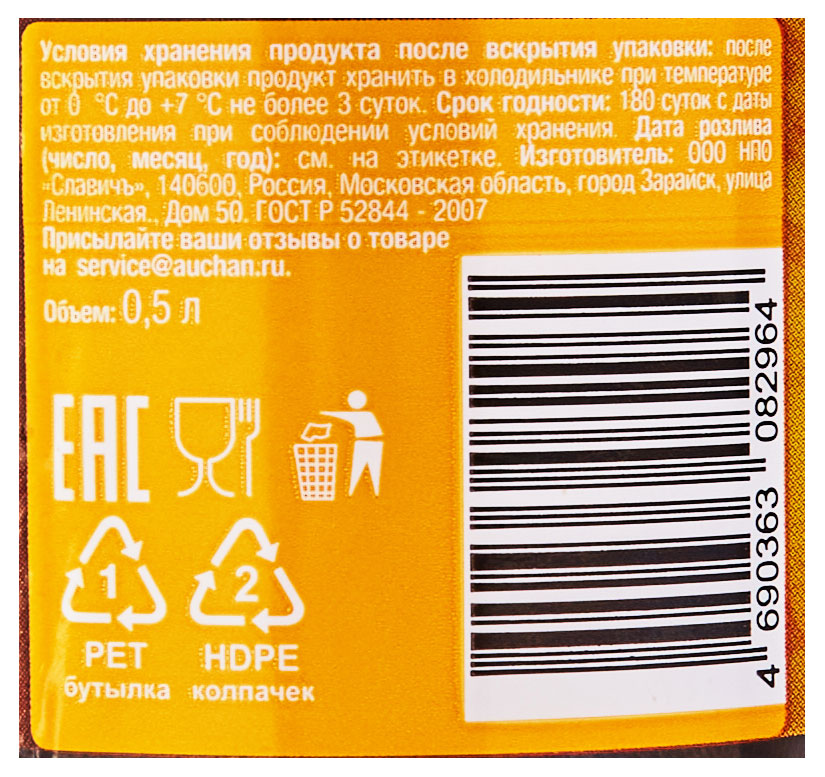 Условия хранения продукта после вскрытия упаковки: после
вскрытия упаковки продукт хранить в холодильнике при температуре
от 0 °С до +7 °С не более 3 суток. Срок годности: 180 суток с даты
изготовления при соблюдении условий хранения. Дата розлива
(число, месяц, год): см. на этикетке. Изготовитель: ООО НПО
«Славичъ», 140600, Россия, Московская область, город Зарайск, улица
Ленинская., Дом 50. ГОСТ Р 52844 - 2007
Присылайте ваши отзывы о товаре
на service@auchan.ru.
Объем: 0,5 л
ЕАС
1
PET
бутылка
2
HDPE
колпачек
4 690363 082964